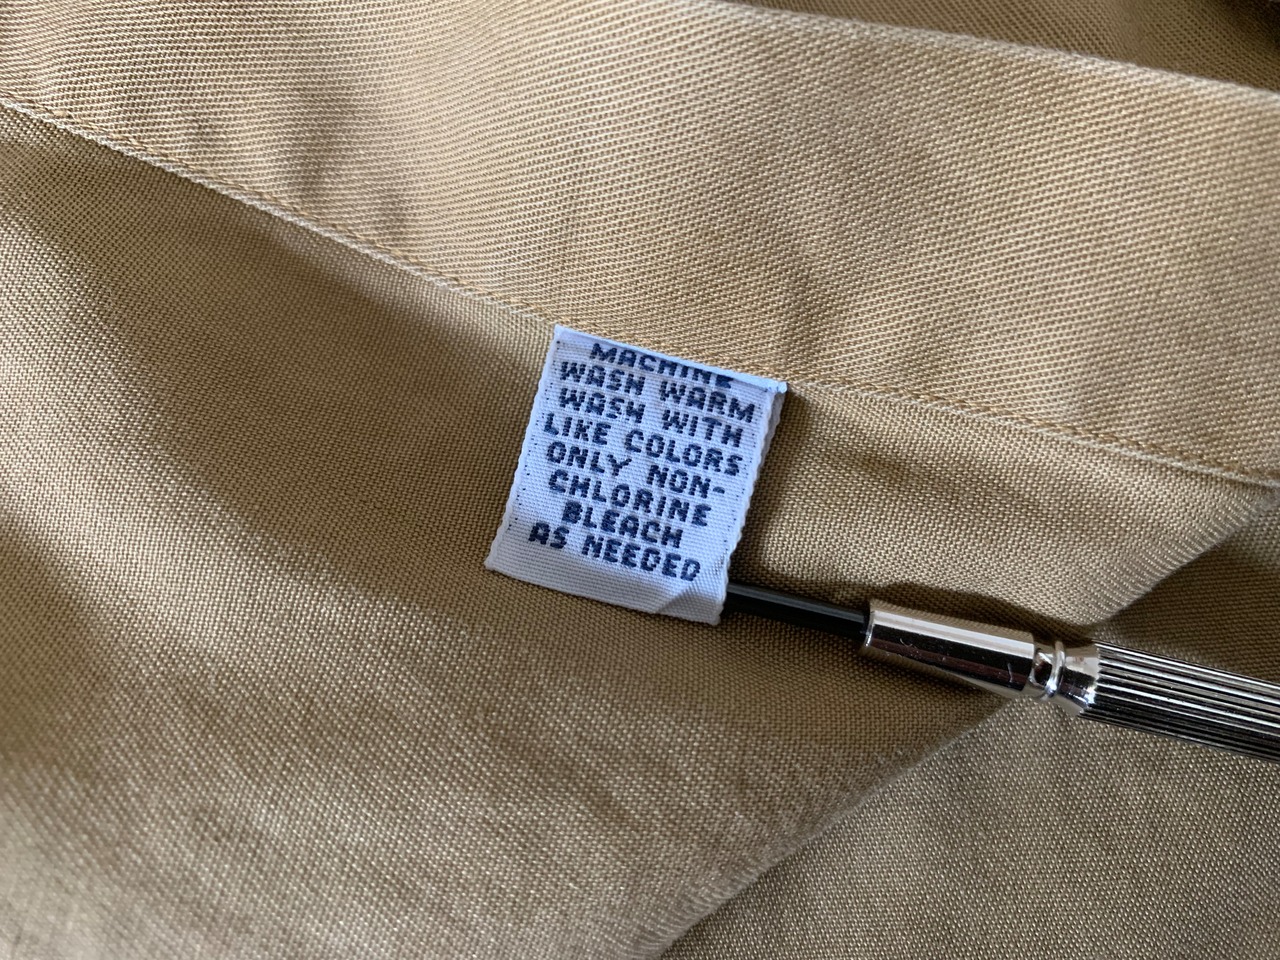 MACHINE
WASH WARM
WASH WITH
LIKE COLORS
ONLY NON-
CHLORINE
BLEACH
AS NEEDED